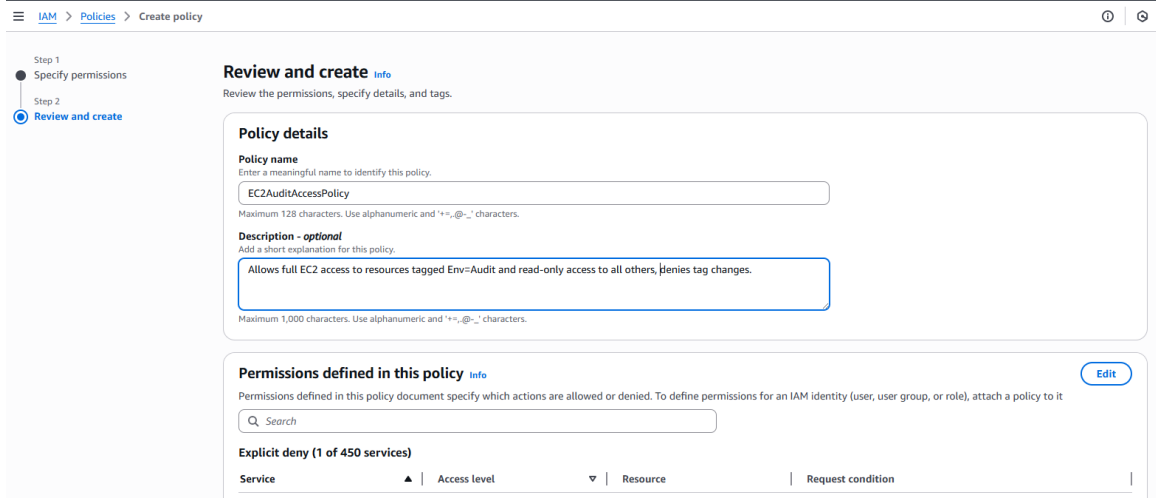 IAM > Policies > Create policy
Step 1
Specify permissions
Step 2
Review and create
Review and create Info
Review the permissions, specify details, and tags.
Policy details
Policy name
Enter a meaningful name to identify this policy.
EC2AuditAccessPolicy
Maximum 128 characters. Use alphanumeric and '+=,.@-_' characters.
Description - optional
Add a short explanation for this policy.
Allows full EC2 access to resources tagged Env=Audit and read-only access to all others, denies tag changes.
Maximum 1,000 characters. Use alphanumeric and '+=,.@-_' characters.
Permissions defined in this policy Info
Edit
Permissions defined in this policy document specify which actions are allowed or denied. To define permissions for an IAM identity (user, user group, or role), attach a policy to it
Search
Explicit deny (1 of 450 services)
Service Access level Resource Request condition